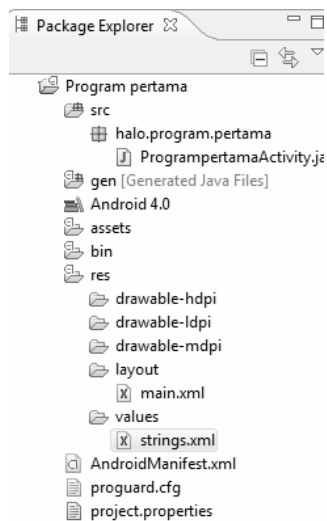 Package Explorer
Program pertama
src
halo.program.pertama
ProgrampertamaActivity.ja
gen [Generated Java Files]
Android 4.0
assets
bin
res
drawable-hdpi
drawable-ldpi
drawable-mdpi
layout
main.xml
values
strings.xml
AndroidManifest.xml
proguard.cfg
project.properties